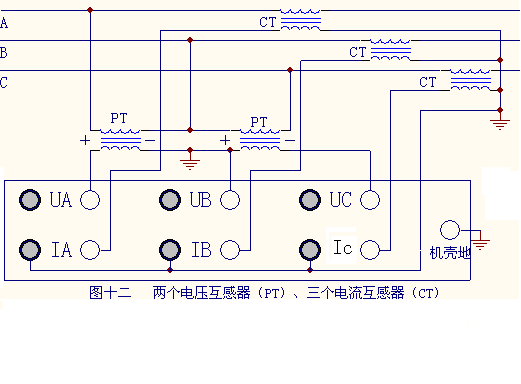 A
CT
B
CT
C
CT
PT
PT
+ −
+ −
UA
UB
UC
IA
IB
Ic
机壳地
图十二 两个电压互感器（PT）、三个电流互感器（CT）